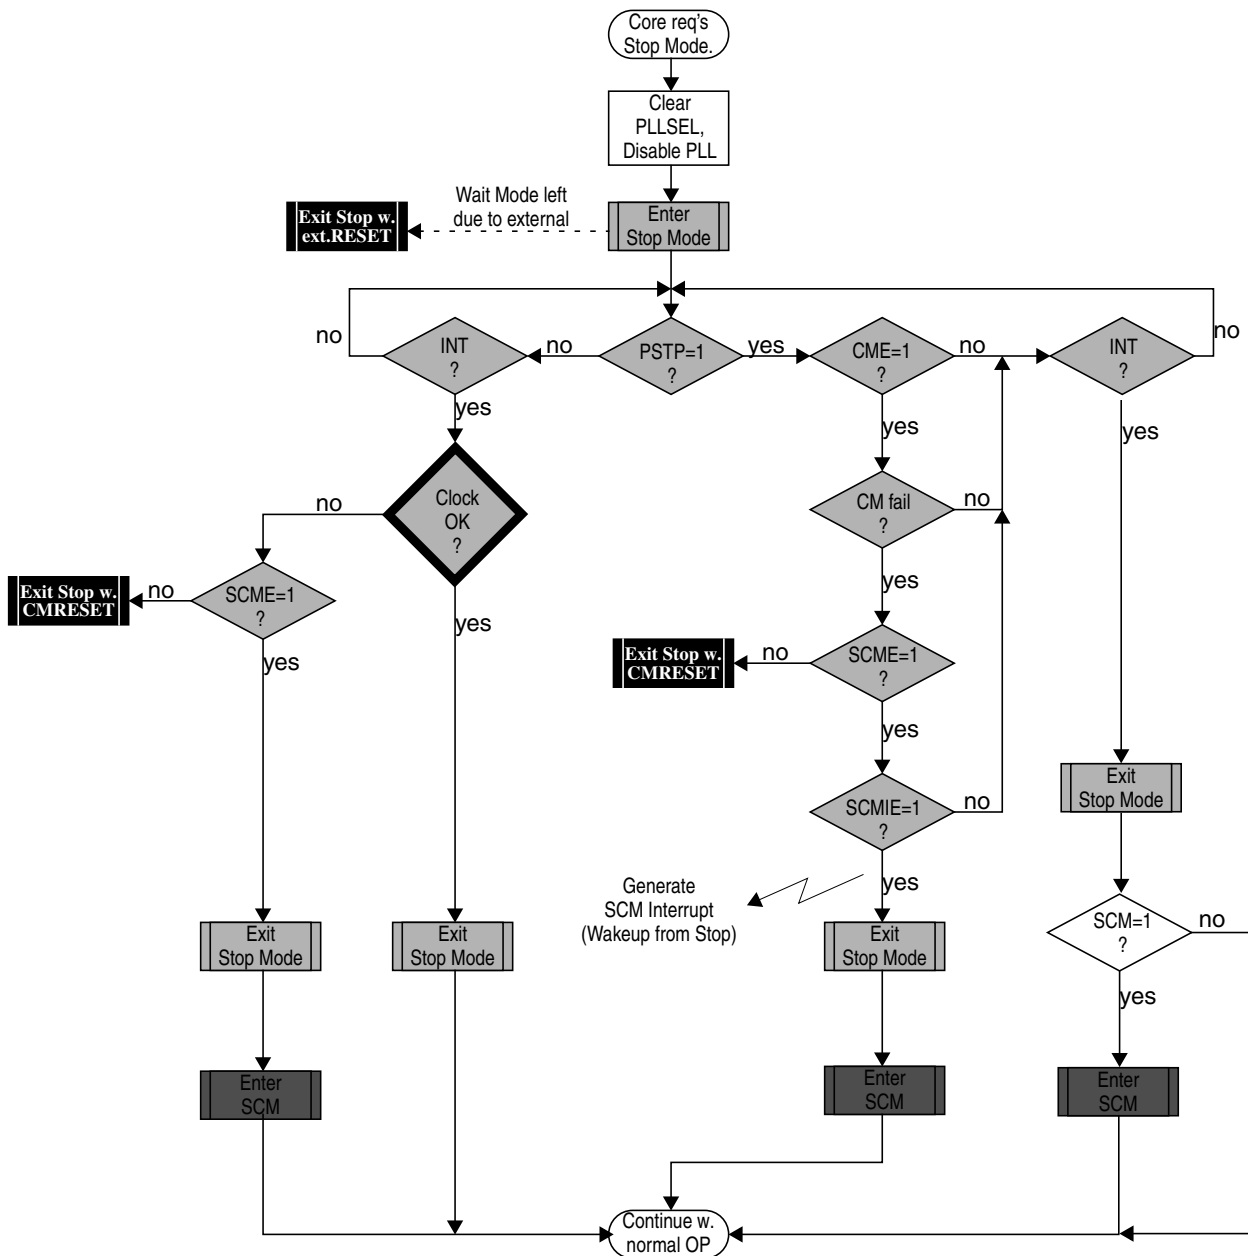 Core req's
Stop Mode.
Clear
PLLSEL,
Disable PLL
Wait Mode left
due to external
Exit Stop w.
ext.RESET
Enter
Stop Mode
no
INT
?
no
PSTP=1
?
yes
CME=1
?
no
INT
?
no
yes
yes
yes
Clock
OK
?
no
CM fail
?
no
yes
Exit Stop w.
CMRESET
no
SCME=1
?
yes
yes
Exit Stop w.
CMRESET
no
SCME=1
?
yes
SCMIE=1
?
no
Exit
Stop Mode
Generate
SCM Interrupt
(Wakeup from Stop)
yes
SCM=1
?
no
Exit
Stop Mode
Exit
Stop Mode
Exit
Stop Mode
yes
Enter
SCM
Enter
SCM
Enter
SCM
Continue w.
normal OP